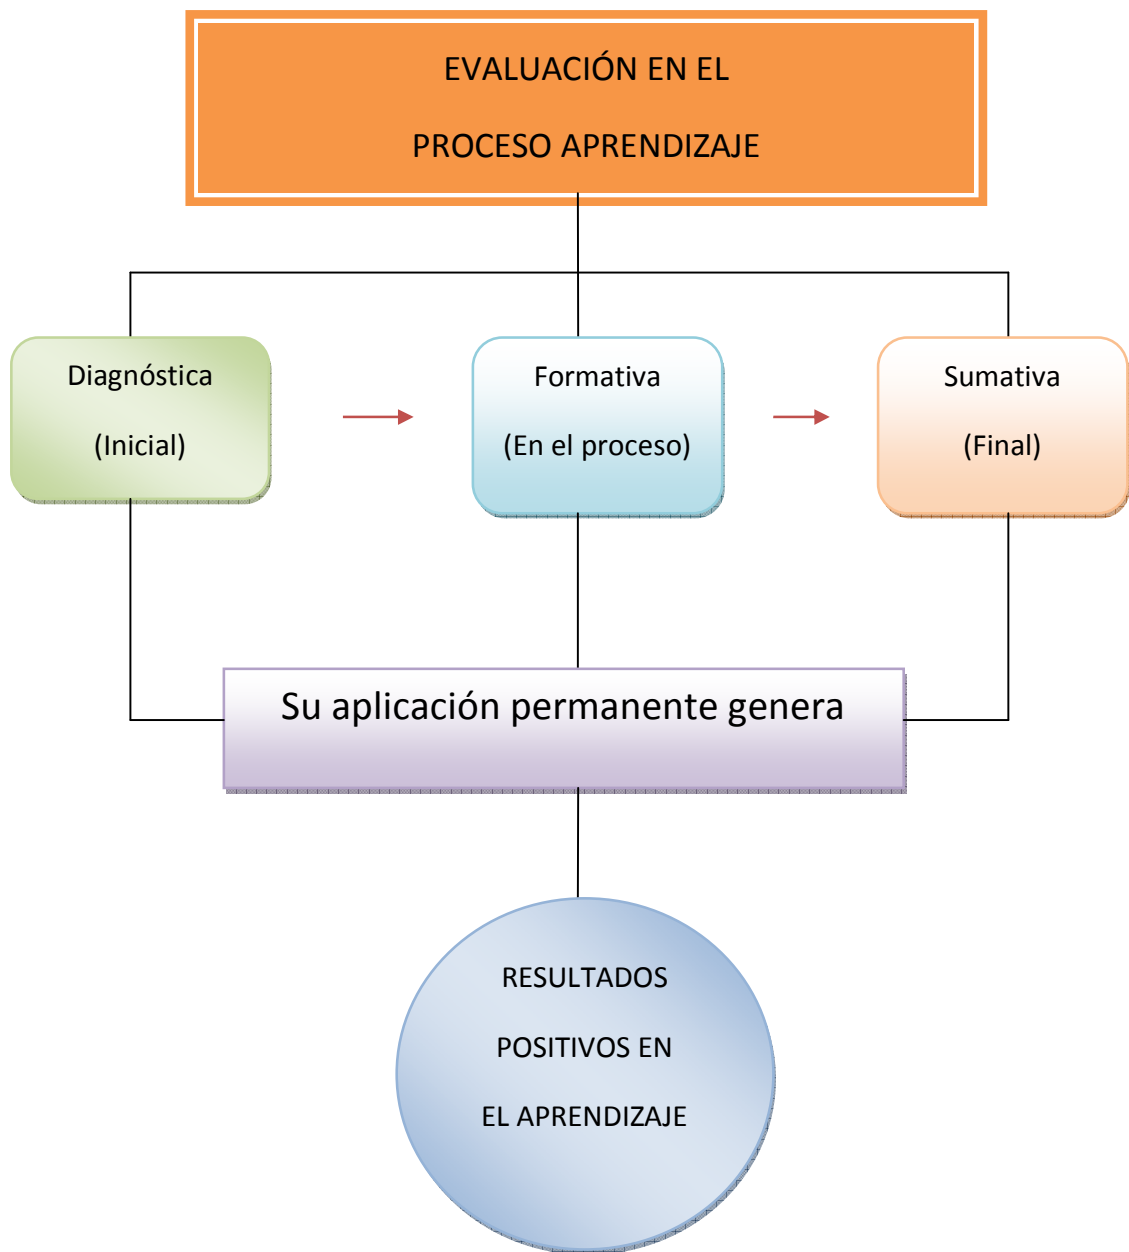 EVALUACIÓN EN EL
PROCESO APRENDIZAJE
Diagnóstica
(Inicial)
Formativa
(En el proceso)
Sumativa
(Final)
Su aplicación permanente genera
RESULTADOS
POSITIVOS EN
EL APRENDIZAJE